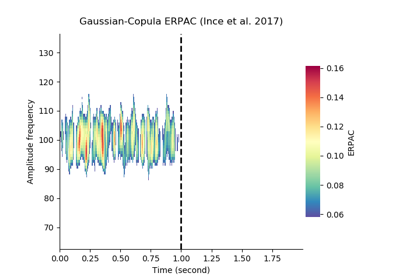 Gaussian-Copula ERPAC (Ince et al. 2017)
130
120
110
100
90
80
70
Amplitude frequency
0.00 0.25 0.50 0.75 1.00 1.25 1.50 1.75
Time (second)
0.16
0.14
0.12
0.10
0.08
0.06
ERPAC